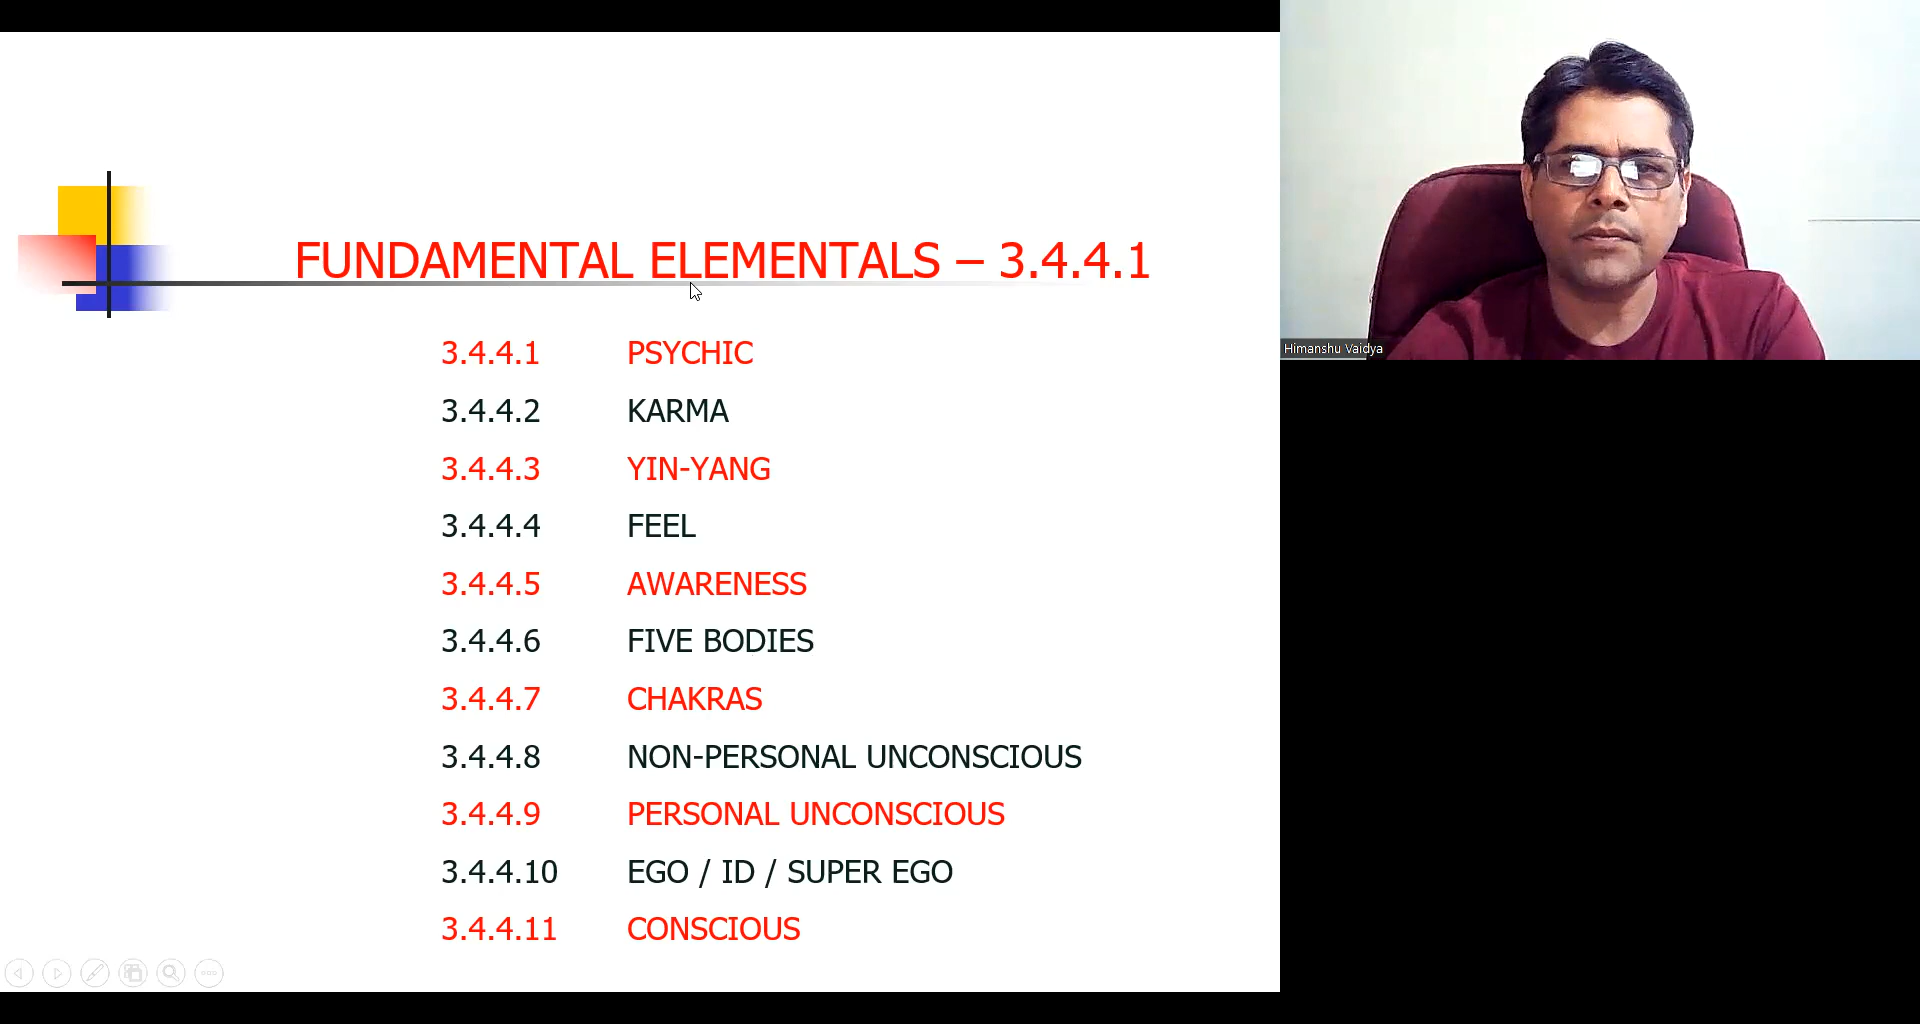 FUNDAMENTAL ELEMENTALS – 3.4.4.1
3.4.4.1 PSYCHIC
3.4.4.2 KARMA
3.4.4.3 YIN-YANG
3.4.4.4 FEEL
3.4.4.5 AWARENESS
3.4.4.6 FIVE BODIES
3.4.4.7 CHAKRAS
3.4.4.8 NON-PERSONAL UNCONSCIOUS
3.4.4.9 PERSONAL UNCONSCIOUS
3.4.4.10 EGO / ID / SUPER EGO
3.4.4.11 CONSCIOUS
Himanshu Vaidya